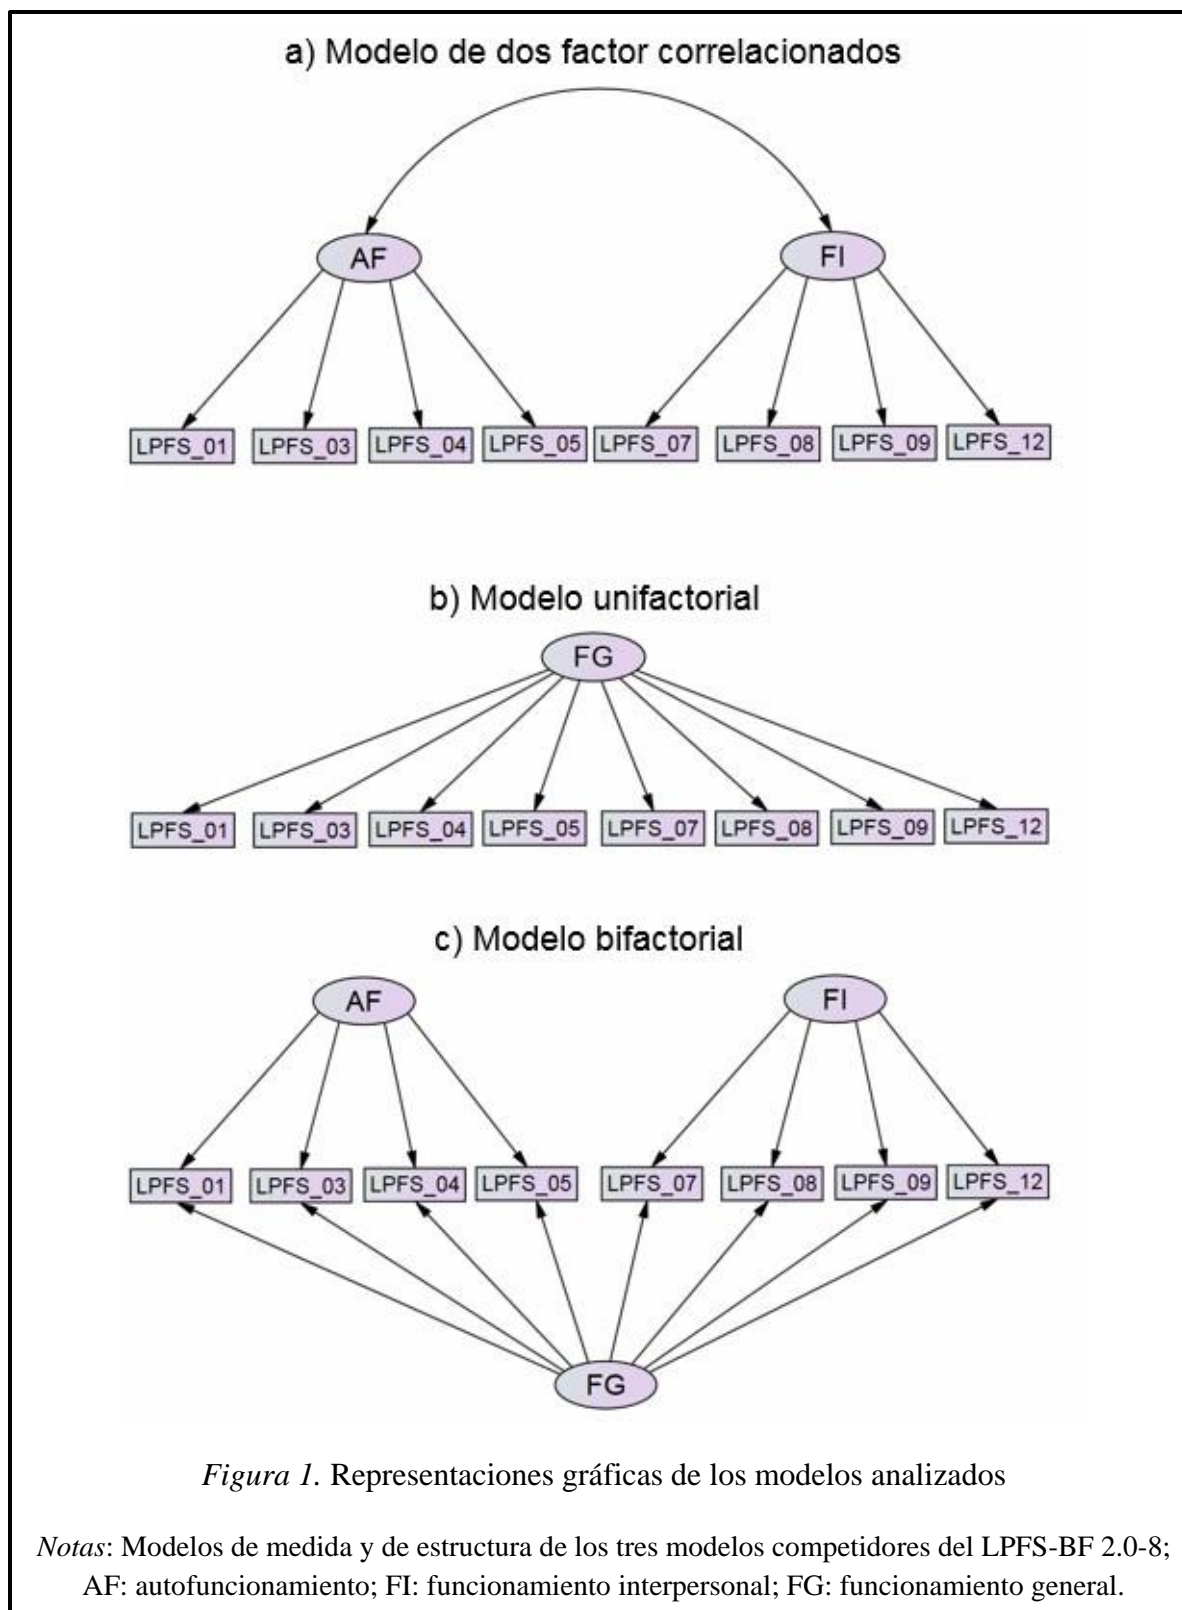 a) Modelo de dos factor correlacionados
AF
FI
LPFS_01 LPFS_03 LPFS_04 LPFS_05 LPFS_07 LPFS_08 LPFS_09 LPFS_12
b) Modelo unifactorial
FG
LPFS_01 LPFS_03 LPFS_04 LPFS_05 LPFS_07 LPFS_08 LPFS_09 LPFS_12
c) Modelo bifactorial
AF
FI
LPFS_01 LPFS_03 LPFS_04 LPFS_05 LPFS_07 LPFS_08 LPFS_09 LPFS_12
FG
Figura 1. Representaciones gráficas de los modelos analizados
Notas: Modelos de medida y de estructura de los tres modelos competidores del LPFS-BF 2.0-8;
AF: autofuncionamiento; FI: funcionamiento interpersonal; FG: funcionamiento general.